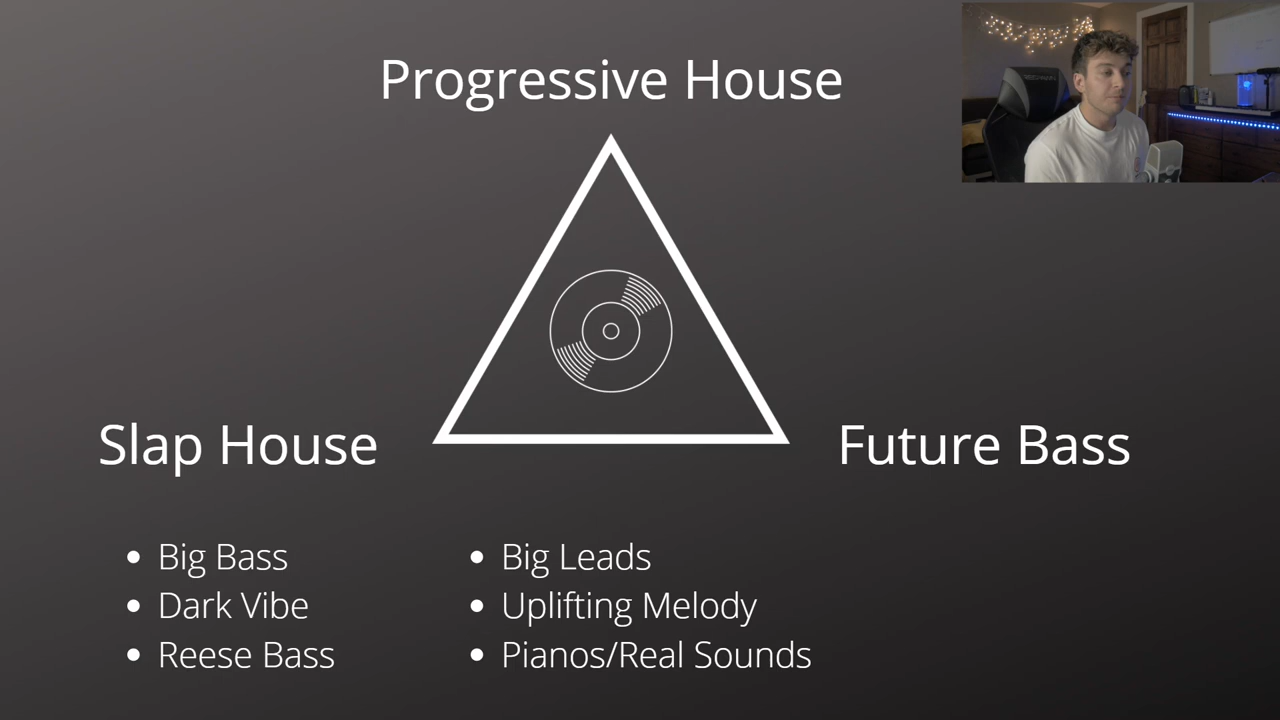 Progressive House
Slap House
Future Bass
Big Bass
Dark Vibe
Reese Bass
Big Leads
Uplifting Melody
Pianos/Real Sounds